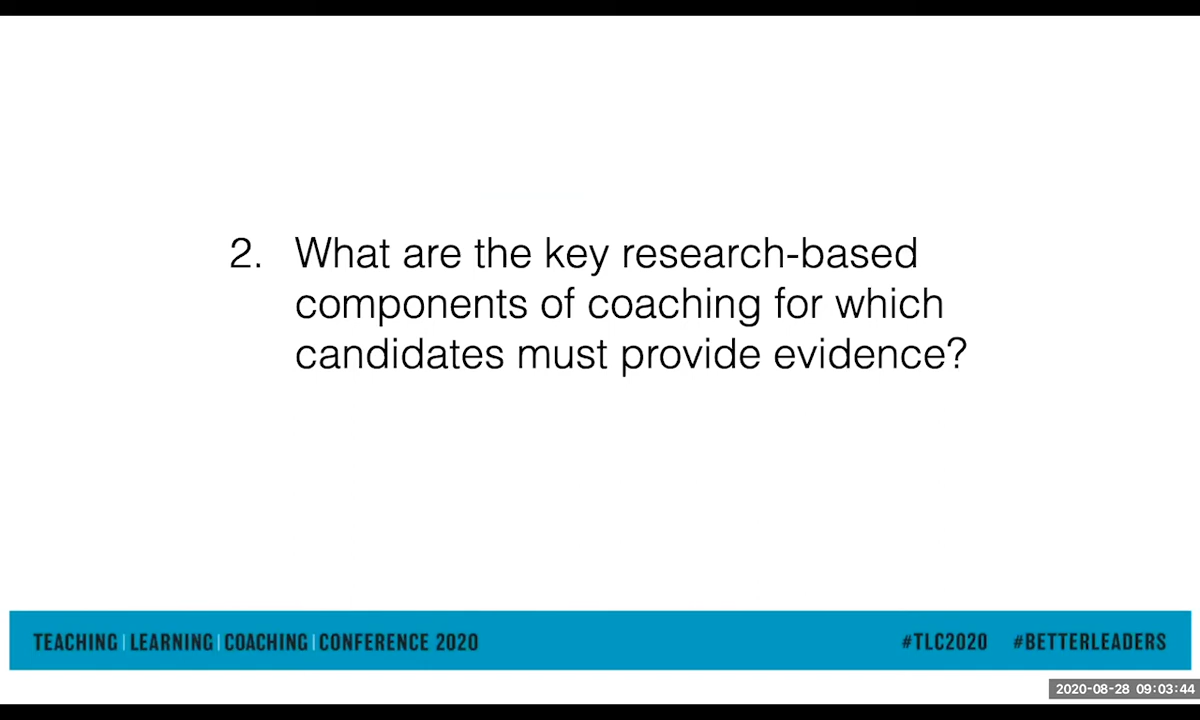 2. What are the key research-based
components of coaching for which
candidates must provide evidence?
TEACHING | LEARNING | COACHING | CONFERENCE 2020
#TLC2020 #BETTERLEADERS
2020-08-28 09:03:44